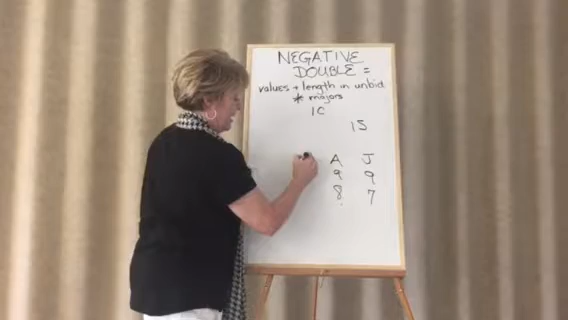 NEGATIVE
DOUBLE =
values + length in unbid
* majors
1C
1S
A J
9 9
8 7